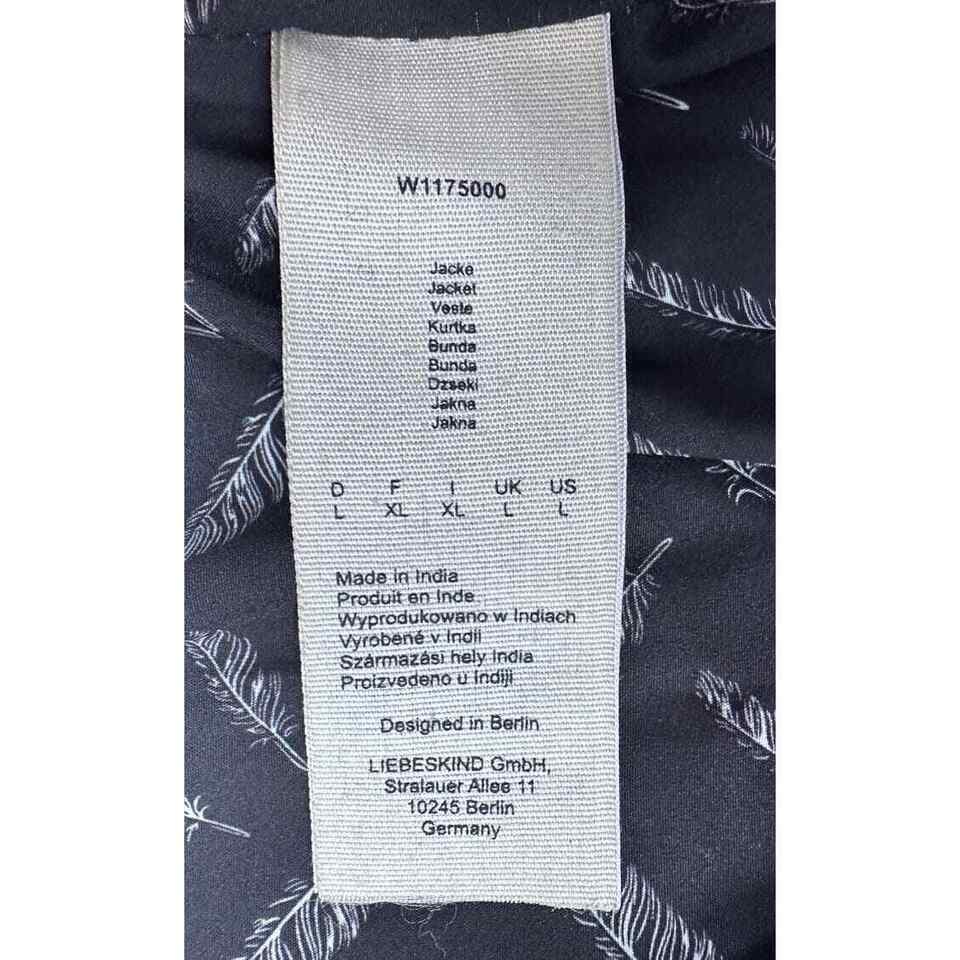 W1175000
Jacke
Jacket
Veste
Kurtka
Bunda
Bunda
Dzseki
Jakna
Jakna
D F I UK US
L XL XL L L
Made in India
Produit en Inde
Wyprodukowano w Indiach
Vyrobené v Indii
Származási hely India
Proizvedeno u Indiji
Designed in Berlin
LIEBESKIND GmbH,
Stralauer Allee 11
10245 Berlin
Germany